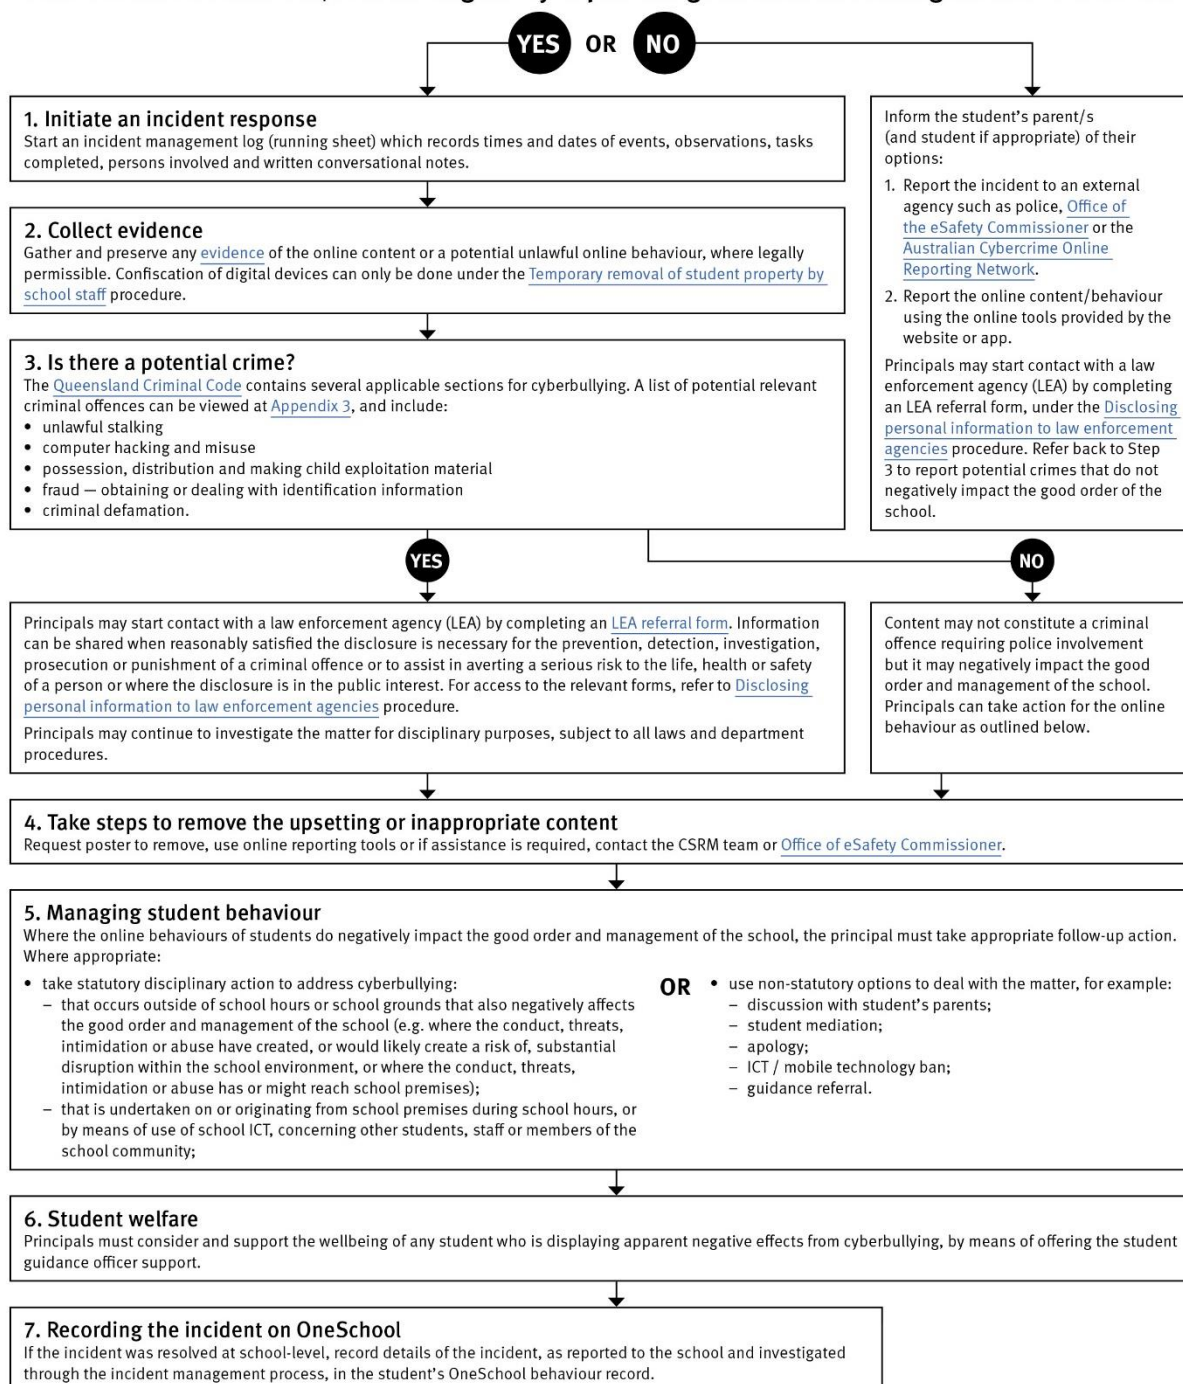 YES OR NO
1. Initiate an incident response
Start an incident management log (running sheet) which records times and dates of events, observations, tasks
completed, persons involved and written conversational notes.
2. Collect evidence
Gather and preserve any evidence of the online content or a potential unlawful online behaviour, where legally
permissible. Confiscation of digital devices can only be done under the Temporary removal of student property by
school staff procedure.
3. Is there a potential crime?
The Queensland Criminal Code contains several applicable sections for cyberbullying. A list of potential relevant
criminal offences can be viewed at Appendix 3, and include:
• unlawful stalking
• computer hacking and misuse
• possession, distribution and making child exploitation material
• fraud — obtaining or dealing with identification information
• criminal defamation.
Inform the student's parent/s
(and student if appropriate) of their
options:
1. Report the incident to an external
agency such as police, Office of
the eSafety Commissioner or the
Australian Cybercrime Online
Reporting Network.
2. Report the online content/behaviour
using the online tools provided by the
website or app.
Principals may start contact with a law
enforcement agency (LEA) by completing
an LEA referral form, under the Disclosing
personal information to law enforcement
agencies procedure. Refer back to Step
3 to report potential crimes that do not
negatively impact the good order of the
school.
YES
NO
Principals may start contact with a law enforcement agency (LEA) by completing an LEA referral form. Information
can be shared when reasonably satisfied the disclosure is necessary for the prevention, detection, investigation,
prosecution or punishment of a criminal offence or to assist in averting a serious risk to the life, health or safety
of a person or where the disclosure is in the public interest. For access to the relevant forms, refer to Disclosing
personal information to law enforcement agencies procedure.
Principals may continue to investigate the matter for disciplinary purposes, subject to all laws and department
procedures.
Content may not constitute a criminal
offence requiring police involvement
but it may negatively impact the good
order and management of the school.
Principals can take action for the online
behaviour as outlined below.
4. Take steps to remove the upsetting or inappropriate content
Request poster to remove, use online reporting tools or if assistance is required, contact the CSRM team or Office of eSafety Commissioner.
5. Managing student behaviour
Where the online behaviours of students do negatively impact the good order and management of the school, the principal must take appropriate follow-up action.
Where appropriate:
• take statutory disciplinary action to address cyberbullying:
– that occurs outside of school hours or school grounds that also negatively affects
the good order and management of the school (e.g. where the conduct, threats,
intimidation or abuse have created, or would likely create a risk of, substantial
disruption within the school environment, or where the conduct, threats,
intimidation or abuse has or might reach school premises);
– that is undertaken on or originating from school premises during school hours, or
by means of use of school ICT, concerning other students, staff or members of the
school community;
OR
• use non-statutory options to deal with the matter, for example:
– discussion with student's parents;
– student mediation;
– apology;
– ICT / mobile technology ban;
– guidance referral.
6. Student welfare
Principals must consider and support the wellbeing of any student who is displaying apparent negative effects from cyberbullying, by means of offering the student
guidance officer support.
7. Recording the incident on OneSchool
If the incident was resolved at school-level, record details of the incident, as reported to the school and investigated
through the incident management process, in the student's OneSchool behaviour record.